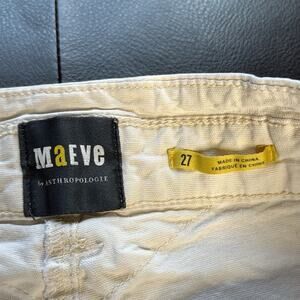 MaEVe
by ANTHROPOLOGIE
27
MADE IN CHINA
FABRIQUÉ EN CHINE